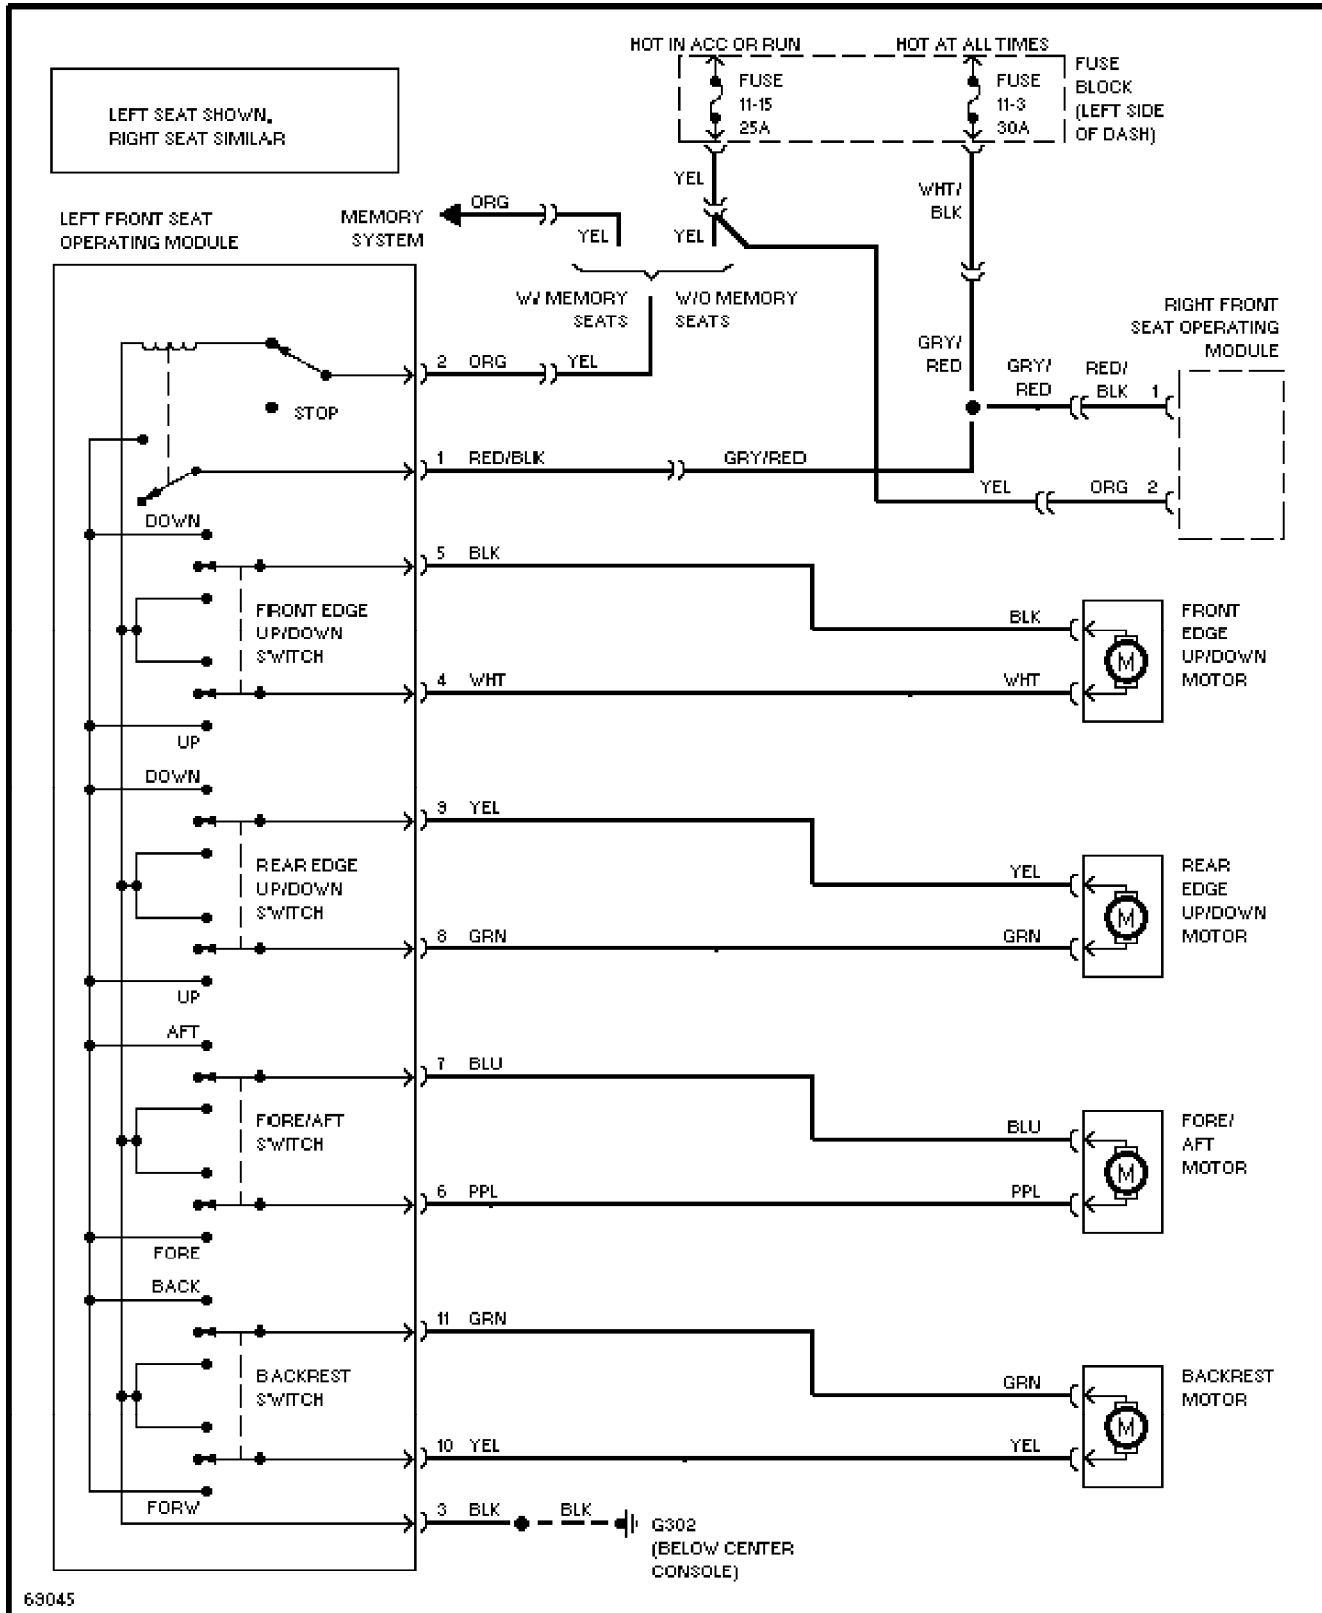 HOT IN ACC OR RUN
HOT AT ALL TIMES
FUSE
11-15
25A
FUSE
11-3
30A
FUSE
BLOCK
(LEFT SIDE
OF DASH)
LEFT SEAT SHOWN,
RIGHT SEAT SIMILAR
YEL
WHT/
BLK
LEFT FRONT SEAT
OPERATING MODULE
MEMORY
SYSTEM
ORG
YEL
YEL
W/ MEMORY
SEATS
W/O MEMORY
SEATS
RIGHT FRONT
SEAT OPERATING
MODULE
GRY/
RED
GRY/
RED
RED/
BLK
1
2
ORG
YEL
STOP
1
RED/BLK
GRY/RED
YEL
ORG
2
DOWN
5
BLK
FRONT EDGE
UP/DOWN
SWITCH
BLK
FRONT
EDGE
UP/DOWN
MOTOR
M
4
WHT
WHT
UP
DOWN
9
YEL
REAR EDGE
UP/DOWN
SWITCH
YEL
REAR
EDGE
UP/DOWN
MOTOR
M
8
GRN
GRN
UP
AFT
7
BLU
FORE/AFT
SWITCH
BLU
FORE/
AFT
MOTOR
M
6
PPL
PPL
FORE
BACK
11
GRN
BACKREST
SWITCH
GRN
BACKREST
MOTOR
M
10
YEL
YEL
FORW
3
BLK
BLK
G302
(BELOW CENTER
CONSOLE)
69045